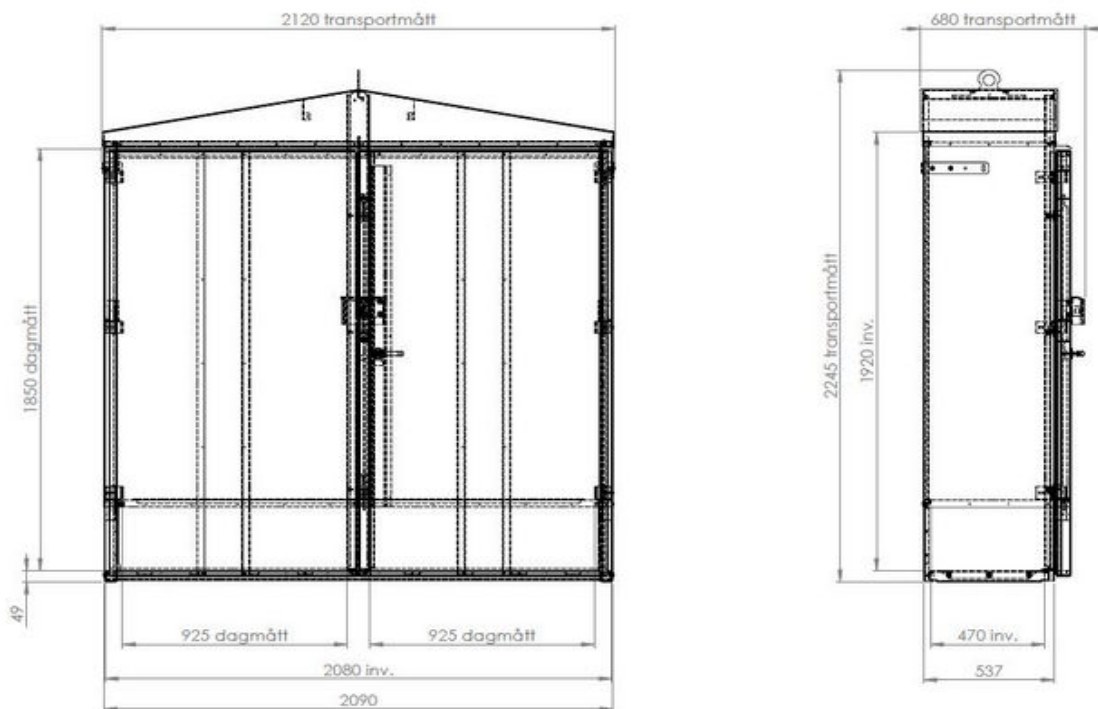 2120 transportmått
680 transportmått
1850 dagmått
2245 transportmått
1920 inv.
49
925 dagmått
925 dagmått
470 inv.
2080 inv.
537
2090